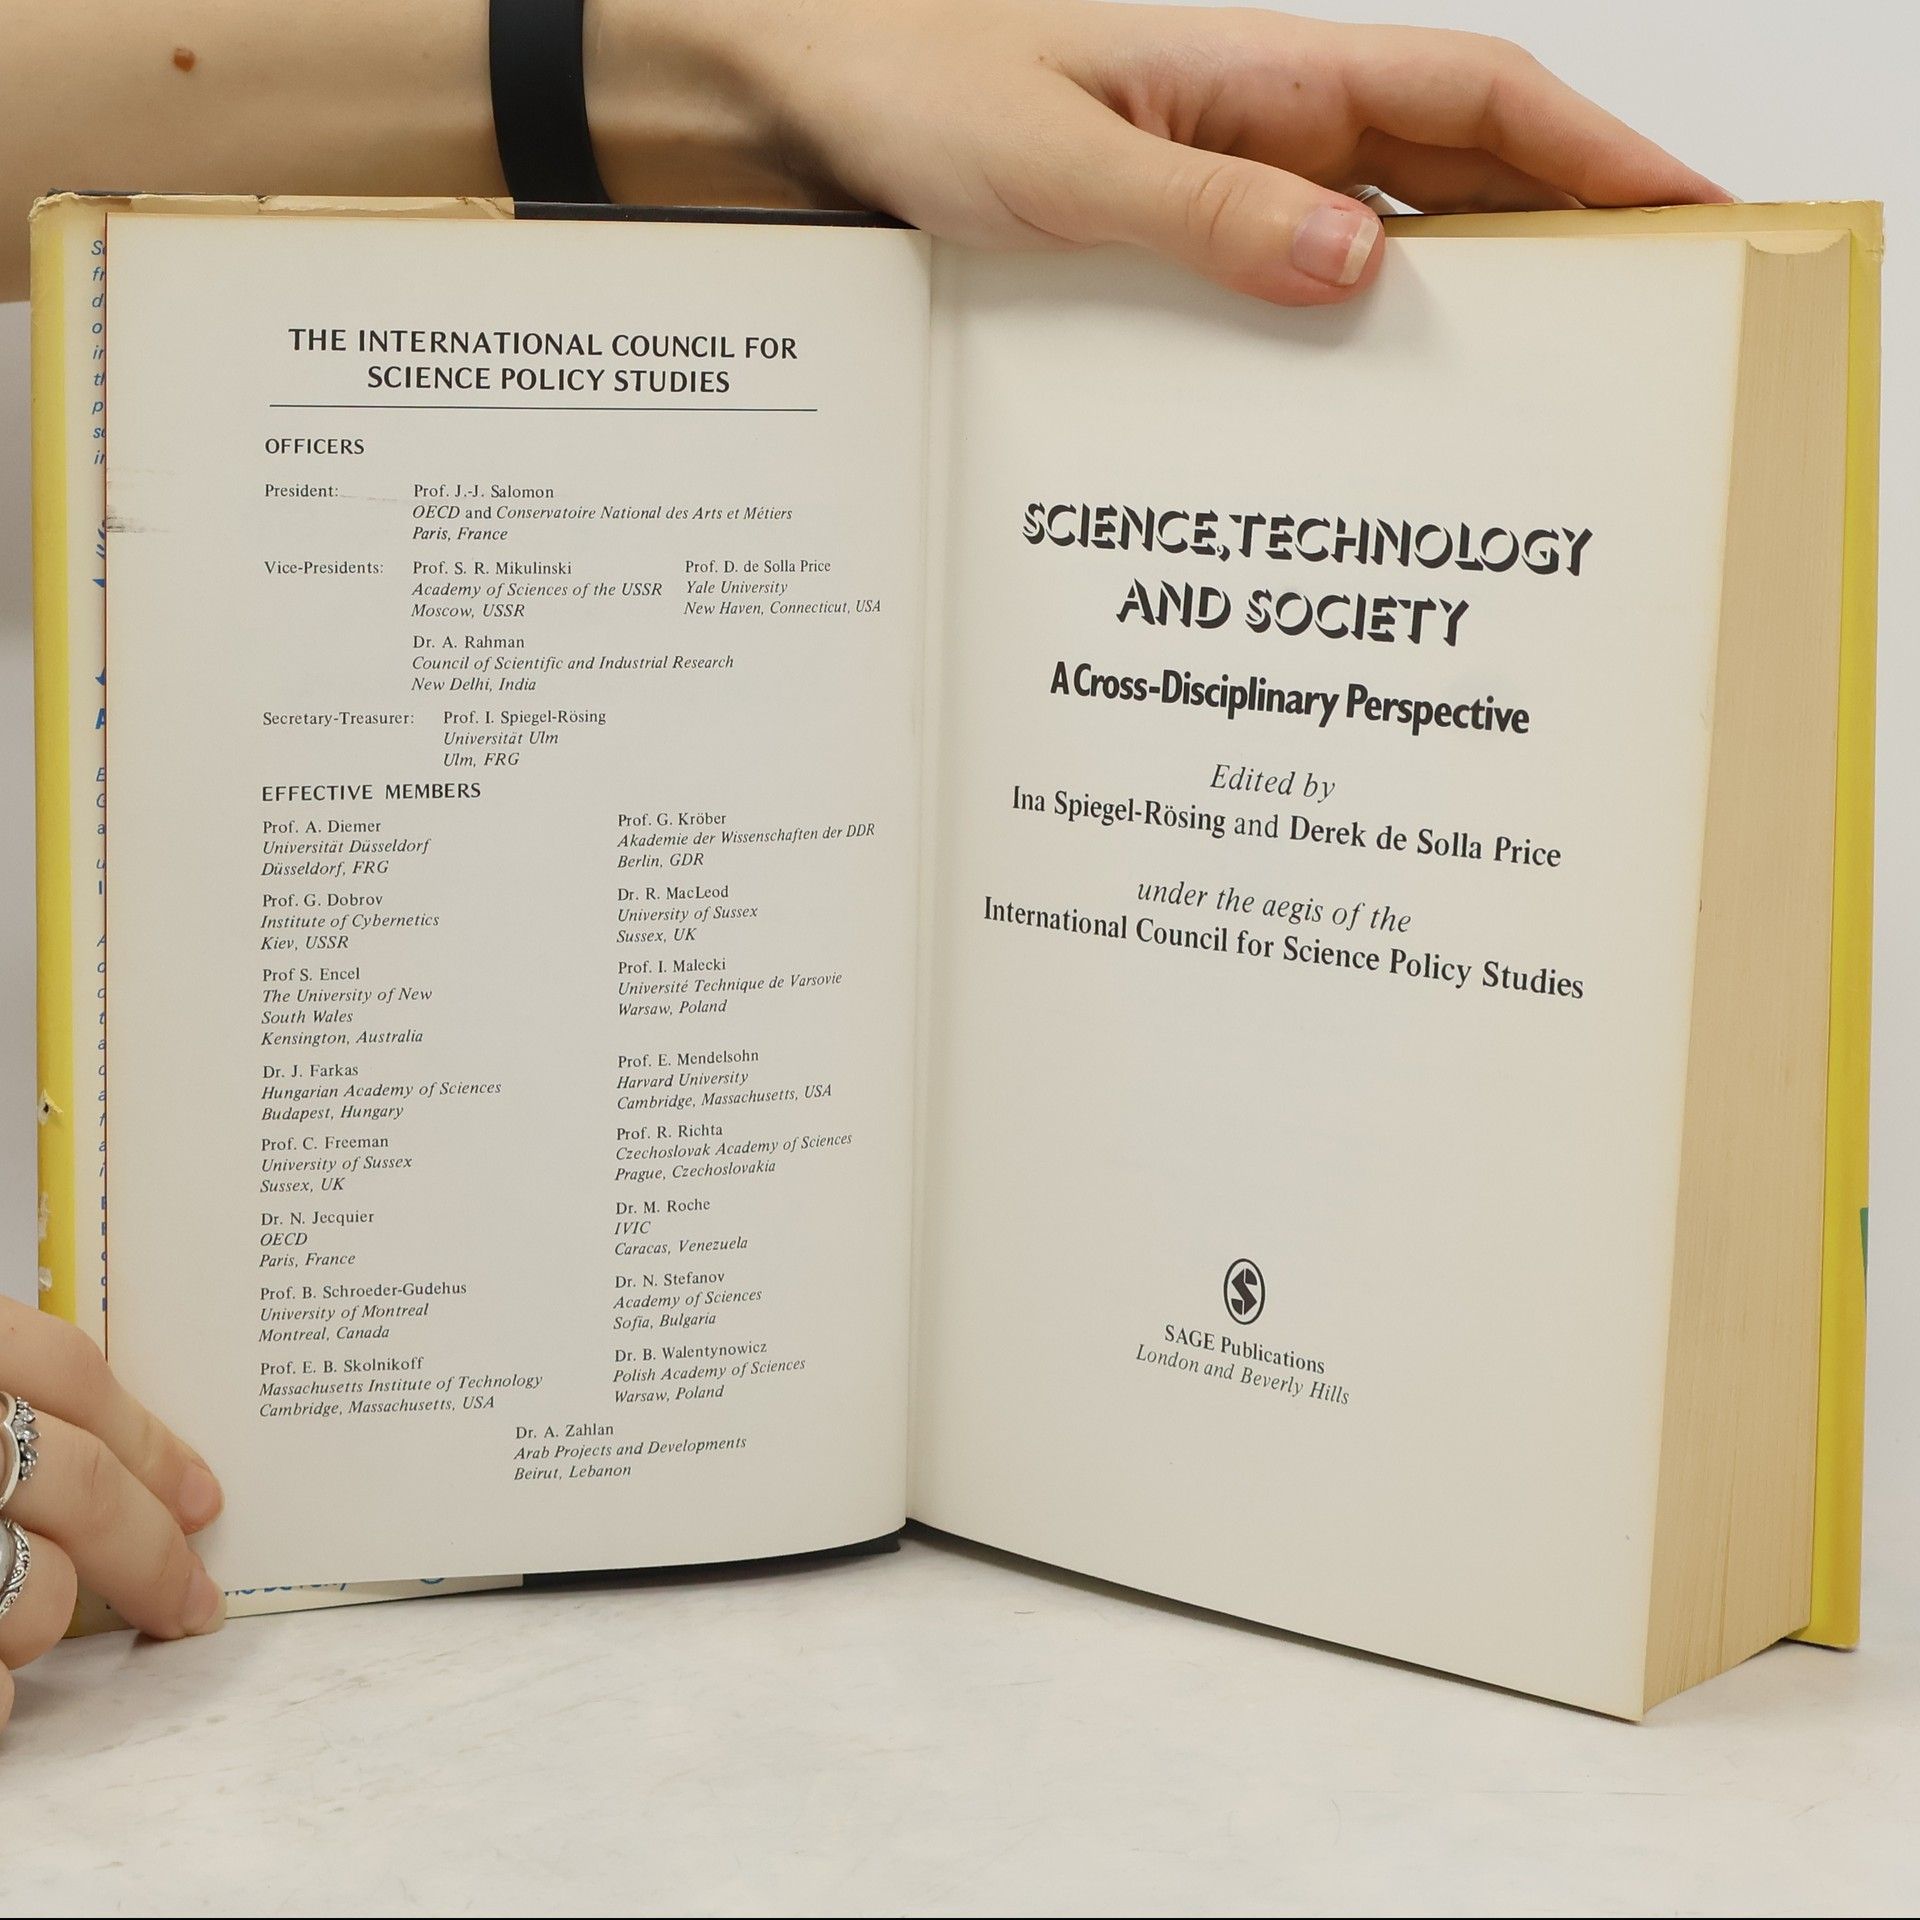 THE INTERNATIONAL COUNCIL FOR
SCIENCE POLICY STUDIES
OFFICERS
President:
Prof. J.-J. Salomon
OECD and Conservatoire National des Arts et Métiers
Paris, France
Vice-Presidents:
Prof. S. R. Mikulinski
Academy of Sciences of the USSR
Moscow, USSR
Prof. D. de Solla Price
Yale University
New Haven, Connecticut, USA
Dr. A. Rahman
Council of Scientific and Industrial Research
New Delhi, India
Secretary-Treasurer:
Prof. I. Spiegel-Rösing
Universität Ulm
Ulm, FRG
EFFECTIVE MEMBERS
Prof. A. Diemer
Universität Düsseldorf
Düsseldorf, FRG
Prof. G. Dobrov
Institute of Cybernetics
Kiev, USSR
Prof S. Encel
The University of New
South Wales
Kensington, Australia
Dr. J. Farkas
Hungarian Academy of Sciences
Budapest, Hungary
Prof. C. Freeman
University of Sussex
Sussex, UK
Dr. N. Jecquier
OECD
Paris, France
Prof. B. Schroeder-Gudehus
University of Montreal
Montreal, Canada
Prof. E. B. Skolnikoff
Massachusetts Institute of Technology
Cambridge, Massachusetts, USA
Prof. G. Kröber
Akademie der Wissenschaften der DDR
Berlin, GDR
Dr. R. MacLeod
University of Sussex
Sussex, UK
Prof. I. Malecki
Université Technique de Varsovie
Warsaw, Poland
Prof. E. Mendelsohn
Harvard University
Cambridge, Massachusetts, USA
Prof. R. Richta
Czechoslovak Academy of Sciences
Prague, Czechoslovakia
Dr. M. Roche
IVIC
Caracas, Venezuela
Dr. N. Stefanov
Academy of Sciences
Sofia, Bulgaria
Dr. B. Walentynowicz
Polish Academy of Sciences
Warsaw, Poland
Dr. A. Zahlan
Arab Projects and Developments
Beirut, Lebanon
SCIENCE, TECHNOLOGY
AND SOCIETY
A Cross-Disciplinary Perspective
Edited by
Ina Spiegel-Rösing and Derek de Solla Price
under the aegis of the
International Council for Science Policy Studies
S
SAGE Publications
London and Beverly Hills